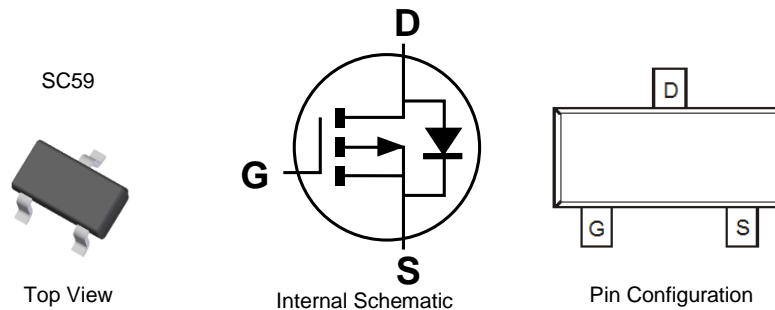 SC59
Top View
D
G
S
Internal Schematic
D
G
S
Pin Configuration